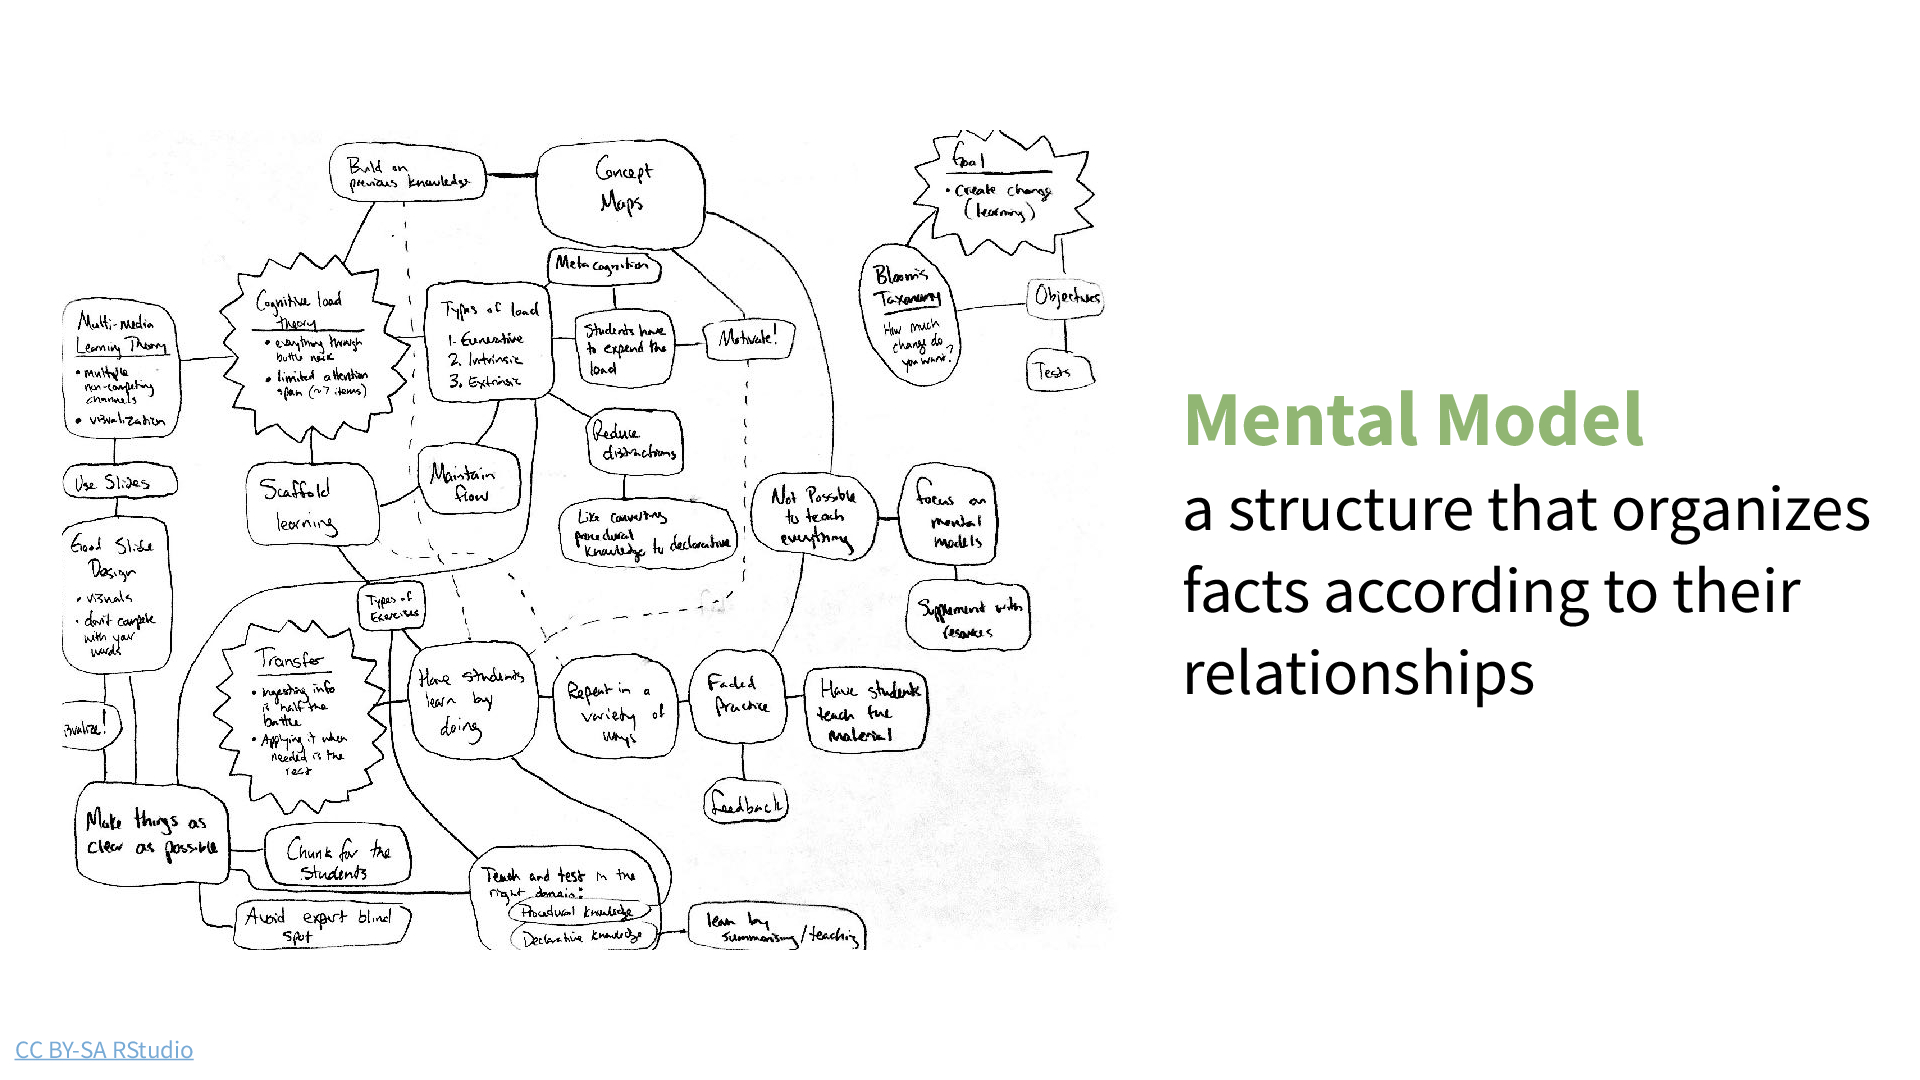 Build on
previous knowledge
Concept
Maps
Goal
• Create change
(learning)
Metacognition
Bloom's
Taxonomy
How much
change do
you want?
Objectives
Tests
Multi-media
Learning Theory
• multiple
non-competing
channels
• visualization
Cognitive load
theory
• everything through
bottle neck
• limited attention
span (~7 items)
Types of load
1. Generative
2. Intrinsic
3. Extrinsic
Students have
to expend the
load
Motivate!
Reduce
distractions
Use Slides
Scaffold
learning
Maintain
flow
Like converting
procedural
knowledge to declarative
Not Possible
to teach
everything
focus on
mental
models
Supplement with
resources
Good Slide
Design
• visuals
• don't compete
with your
words
Types of
Exercises
Transfer
• ingesting info
is half the
battle
• Applying it when
needed is the
rest
Have students
learn by
doing
Repeat in a
variety of
ways
Faded
Practice
Have students
teach the
material
feedback
Make things as
clear as possible
Chunk for the
Students
Avoid expert blind
spot
Teach and test in the
right domain:
Procedural knowledge
Declarative knowledge
learn by
summarising/teaching
Mental Model
a structure that organizes
facts according to their
relationships
CC BY-SA RStudio